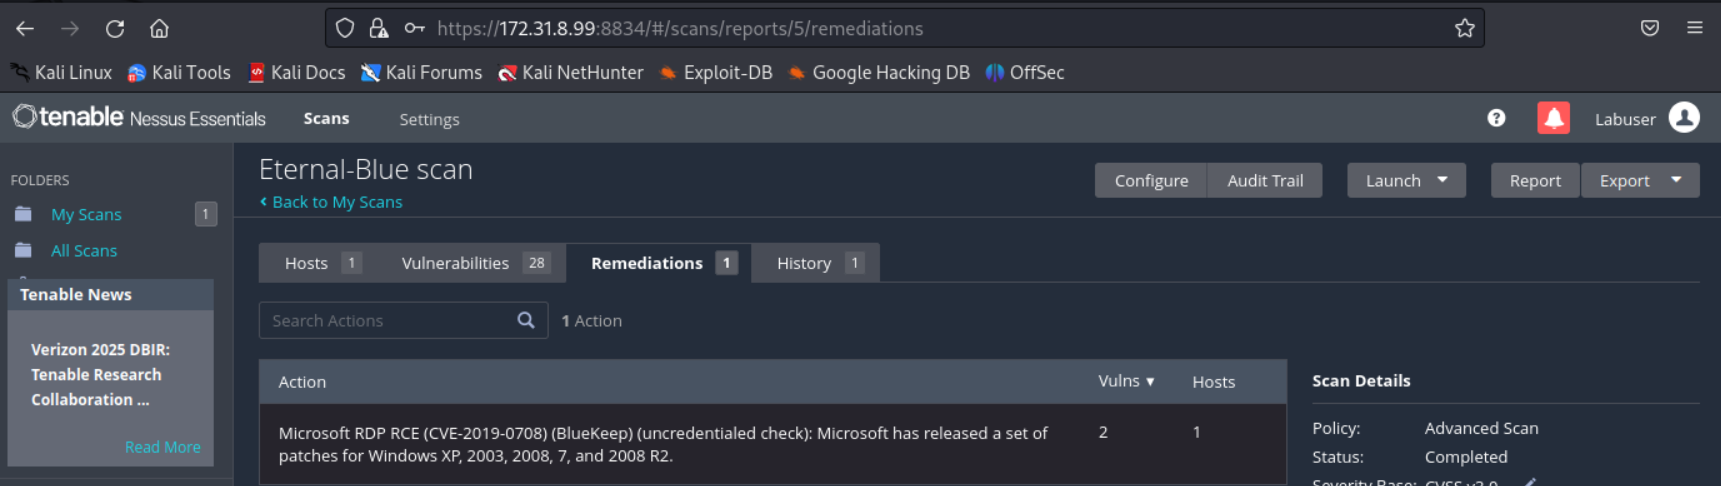 https://172.31.8.99:8834/#/scans/reports/5/remediations
Kali Linux Kali Tools Kali Docs Kali Forums Kali NetHunter Exploit-DB Google Hacking DB OffSec
tenable Nessus Essentials Scans Settings ? Labuser
FOLDERS
My Scans 1
All Scans
Tenable News
Verizon 2025 DBIR:
Tenable Research
Collaboration ...
Read More
Eternal-Blue scan
Back to My Scans
Configure Audit Trail Launch Report Export
Hosts 1 Vulnerabilities 28 Remediations 1 History 1
Search Actions 1 Action
Action Vulns Hosts
Microsoft RDP RCE (CVE-2019-0708) (BlueKeep) (uncredentialed check): Microsoft has released a set of 2 1
patches for Windows XP, 2003, 2008, 7, and 2008 R2.
Scan Details
Policy: Advanced Scan
Status: Completed
Severity Base: CVSS v3.0